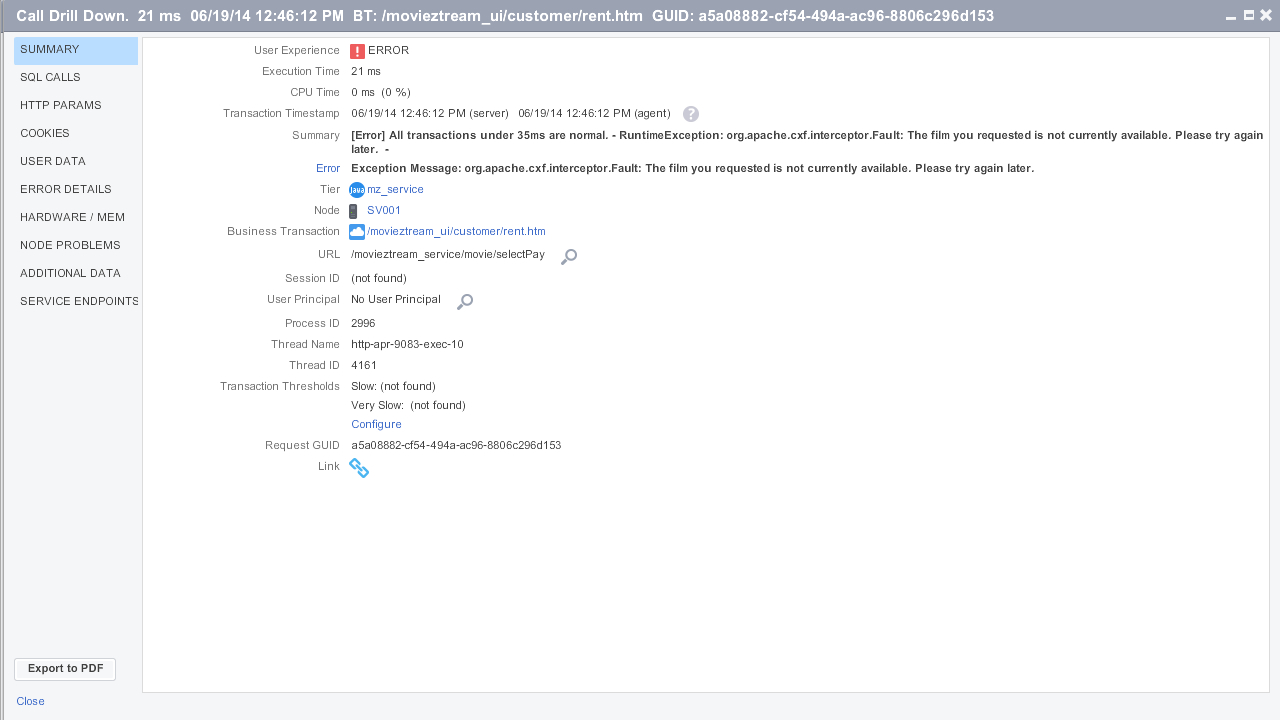 Call Drill Down.  21 ms  06/19/14 12:46:12 PM  BT: /movieztream_ui/customer/rent.htm  GUID: a5a08882-cf54-494a-ac96-8806c296d153
SUMMARY
SQL CALLS
HTTP PARAMS
COOKIES
USER DATA
ERROR DETAILS
HARDWARE / MEM
NODE PROBLEMS
ADDITIONAL DATA
SERVICE ENDPOINTS
User Experience ! ERROR
Execution Time 21 ms
CPU Time 0 ms  (0 %)
Transaction Timestamp 06/19/14 12:46:12 PM (server)   06/19/14 12:46:12 PM (agent) ?
Summary [Error] All transactions under 35ms are normal. - RuntimeException: org.apache.cxf.interceptor.Fault: The film you requested is not currently available. Please try again
later.  -
Error Exception Message: org.apache.cxf.interceptor.Fault: The film you requested is not currently available. Please try again later.
Tier Java mz_service
Node SV001
Business Transaction /movieztream_ui/customer/rent.htm
URL /movieztream_service/movie/selectPay
Session ID (not found)
User Principal No User Principal
Process ID 2996
Thread Name http-apr-9083-exec-10
Thread ID 4161
Transaction Thresholds Slow: (not found)
Very Slow:  (not found)
Configure
Request GUID a5a08882-cf54-494a-ac96-8806c296d153
Link
Export to PDF
Close